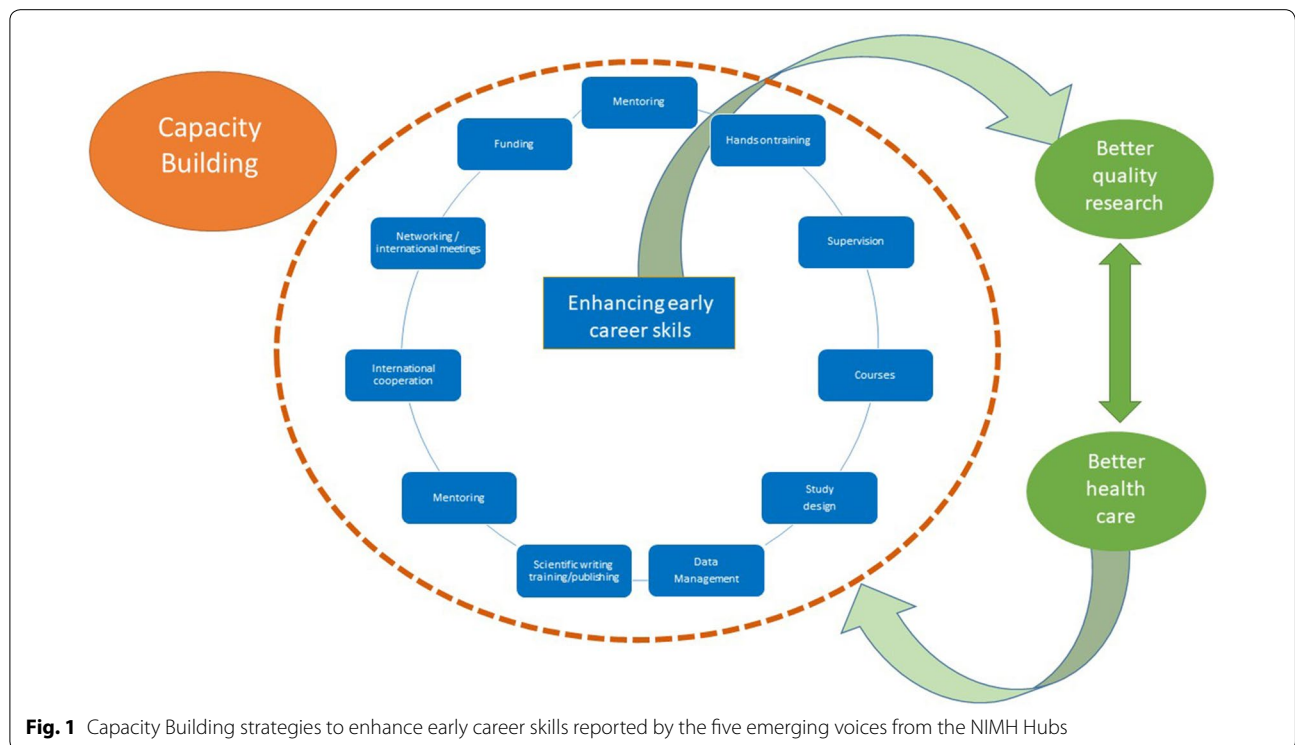 Capacity
Building
Mentoring
Funding
Hands on training
Networking /
international meetings
Supervision
Enhancing early
career skils
International
cooperation
Courses
Mentoring
Study
design
Scientific writing
training/publishing
Data
Management
Better
quality
research
Better
health
care
Fig. 1 Capacity Building strategies to enhance early career skills reported by the five emerging voices from the NIMH Hubs